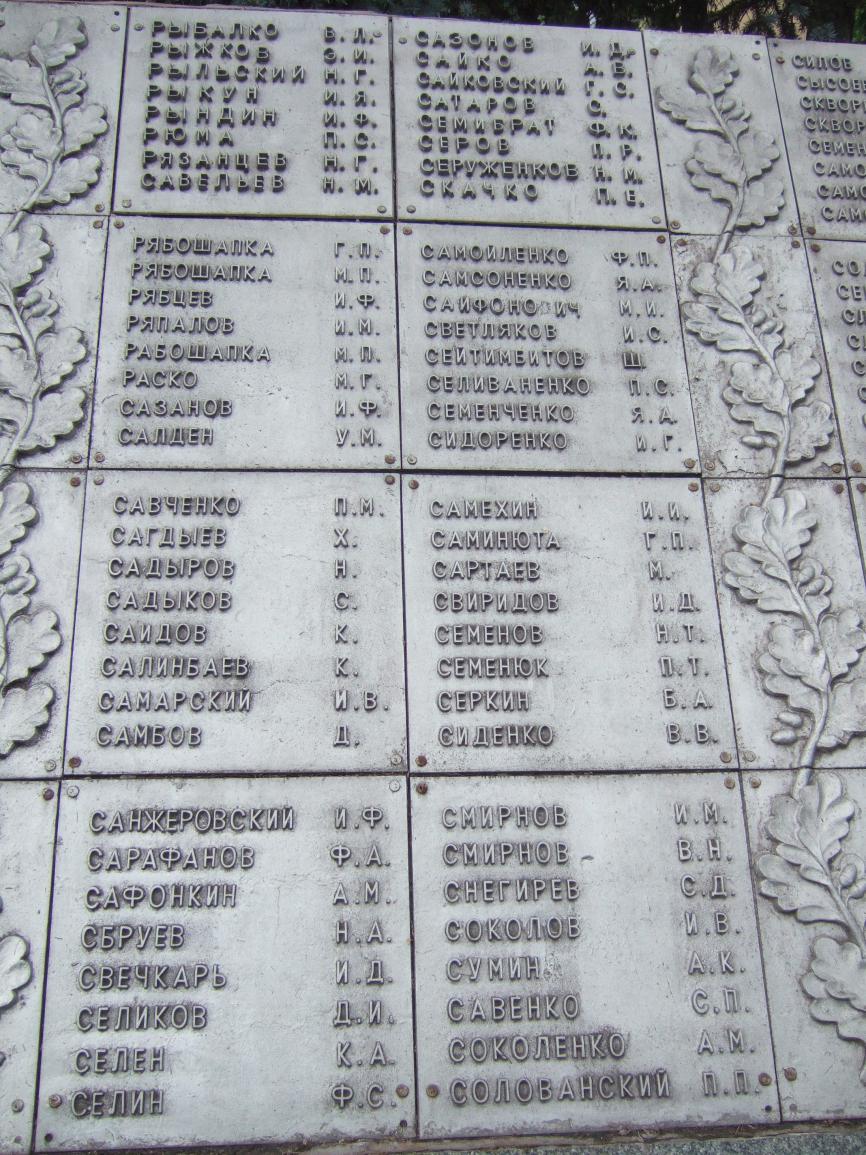 РЫБАЛКО В.Л.
РЫЖКОВ З.И.
РЫЛЬСКИЙ Н.Г.
РЫКУН И.Я.
РЫНДИН И.Ф.
РЮМА П.С.
РЯЗАНЦЕВ Н.Г.
САВЕЛЬЕВ Н.М.
САЗОНОВ И.Д.
САЙКО А.Е.
САЙКОВСКИЙ Г.С.
САТАРОВ С.
СЕМИБРАТ Ф.К.
СЕРОВ П.Р.
СЕРУЖЕНКОВ Н.М.
СКАЧКО П.Е.
СИЛОВ
РЯБОШАПКА Г.П.
РЯБОШАПКА М.П.
РЯБЦЕВ И.Ф.
РЯПАЛОВ И.М.
РАБОШАПКА М.П.
РАСКО М.Г.
САЗАНОВ И.Ф.
САЛДЕН У.М.
САМОЙЛЕНКО Ф.П.
САМСОНЕНКО Я.А.
М.И.
СВЕТЛЯКОВ И.С.
СЕЙТИМЕИТОВ Щ.
СЕЛИВАНЕНКО П.С.
СЕМЕНЧЕНКО Я.А.
СИДОРЕНКО И.Г.
САВЧЕНКО П.М.
САГДЫЕВ Х.
САДЫРОВ Н.
САДЫКОВ С.
САИДОВ К.
САЛИНБАЕВ К.
САМАРСКИЙ И.В.
САМБОВ Д.
САМЕХИН И.И.
САМИНЮТА Г.П.
САРТАЕВ М.
СВИРИДОВ И.Д.
СЕМЕНОВ Н.Т.
СЕМЕНЮК П.Т.
СЕРКИН Б.А.
СИДЕНКО В.В.
САНЖЕРОВСКИЙ И.Ф.
САРАФАНОВ Ф.А.
САФОНКИН А.М.
СБРУЕВ Н.А.
СВЕЧКАРЬ И.Д.
СЕЛИКОВ Д.И.
СЕЛЕН К.А.
СЕЛИН Ф.С.
СМИРНОВ И.М.
СМИРНОВ В.Н.
СНЕГИРЕВ С.Д.
СОКОЛОВ И.В.
СУМИН А.К.
САВЕНКО С.П.
СОКОЛЕНКО А.М.
СОЛОВАНСКИЙ П.П.